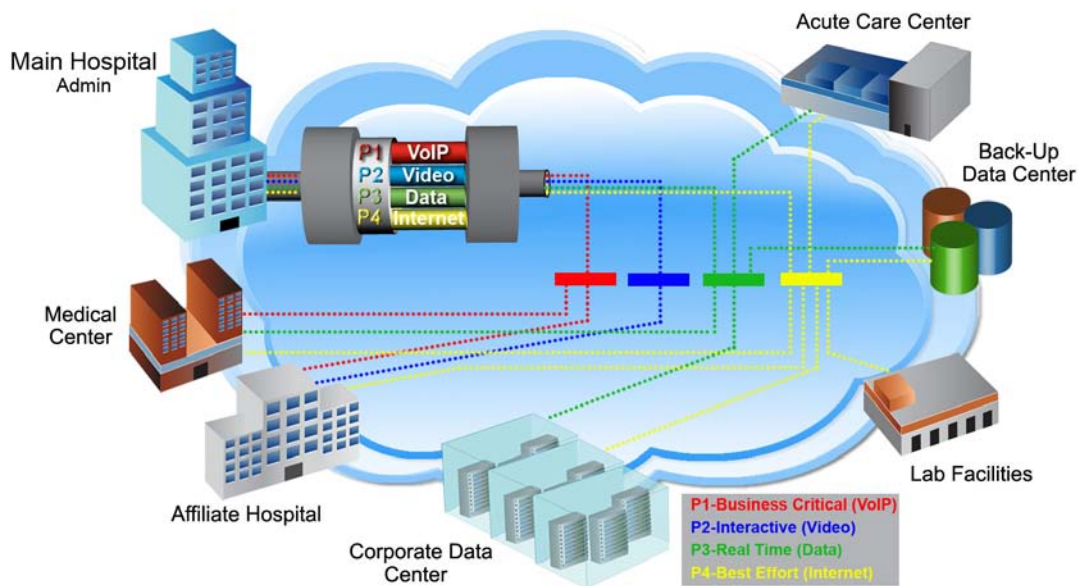 Acute Care Center
Main Hospital
Admin
P1 VoIP
P2 Video
P3 Data
P4 Internet
Back-Up
Data Center
Medical
Center
Lab Facilities
Affiliate Hospital
Corporate Data
Center
P1-Business Critical (VoIP)
P2-Interactive (Video)
P3-Real Time (Data)
P4-Best Effort (Internet)